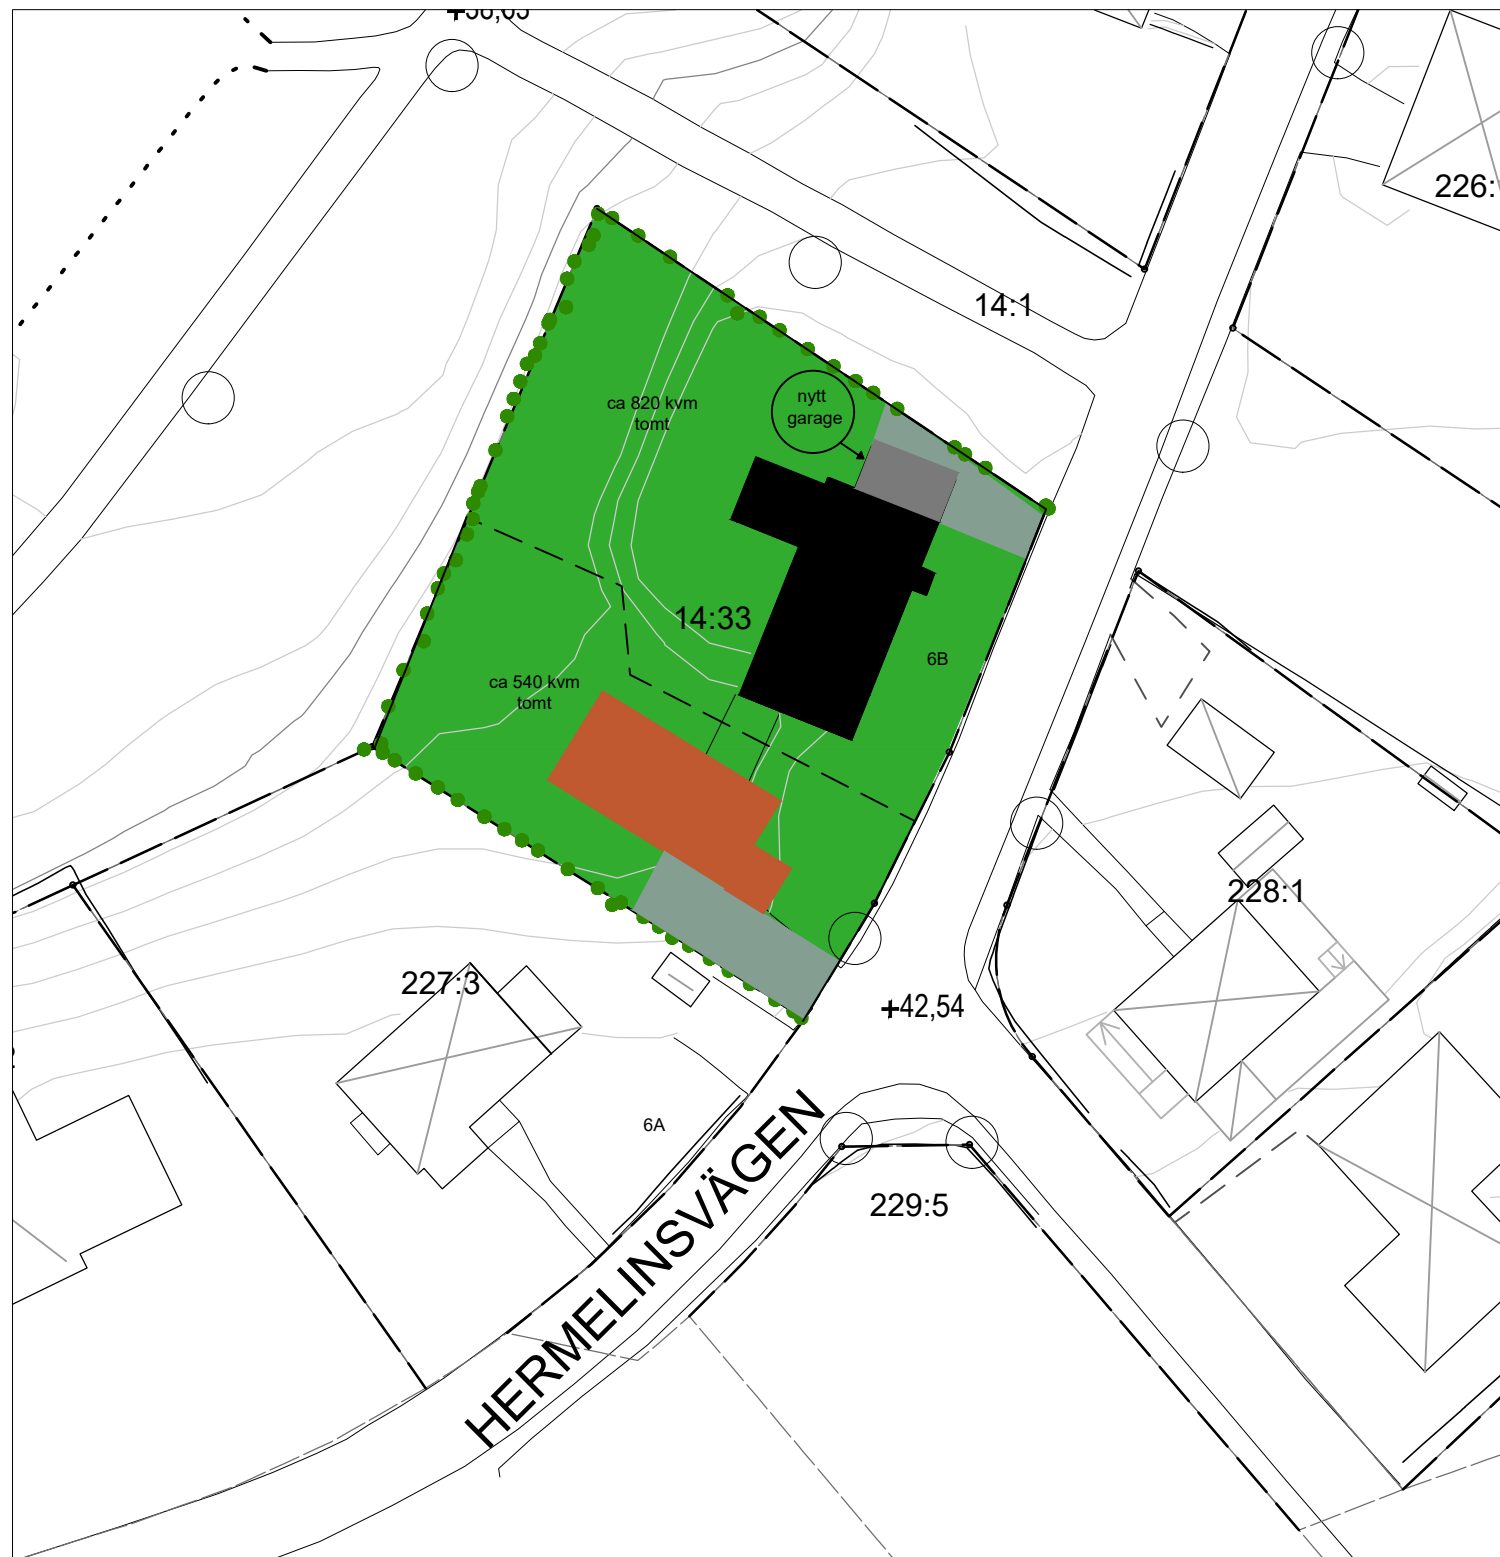 226:
14:1
nytt
garage
ca 820 kvm
tomt
14:33
6B
ca 540 kvm
tomt
228:1
227:3
+42,54
6A
229:5
HERMELINSVÄGEN